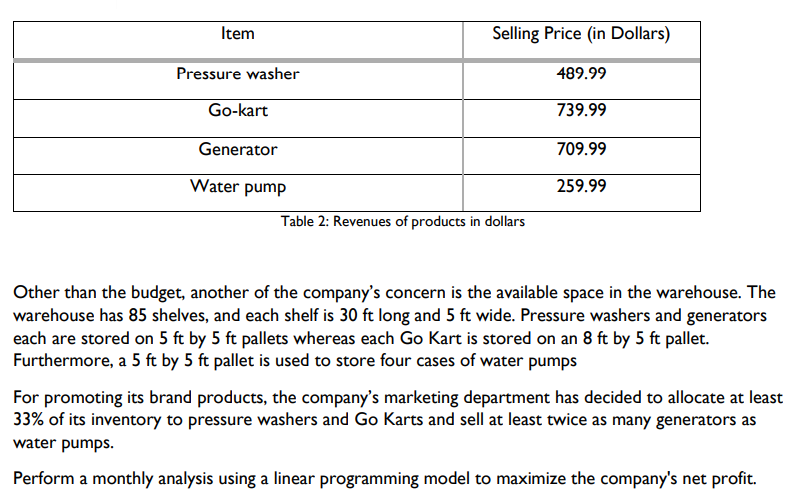 Item Selling Price (in Dollars)
Pressure washer 489.99
Go-kart 739.99
Generator 709.99
Water pump 259.99
Table 2: Revenues of products in dollars
Other than the budget, another of the company's concern is the available space in the warehouse. The
warehouse has 85 shelves, and each shelf is 30 ft long and 5 ft wide. Pressure washers and generators
each are stored on 5 ft by 5 ft pallets whereas each Go Kart is stored on an 8 ft by 5 ft pallet.
Furthermore, a 5 ft by 5 ft pallet is used to store four cases of water pumps
For promoting its brand products, the company's marketing department has decided to allocate at least
33% of its inventory to pressure washers and Go Karts and sell at least twice as many generators as
water pumps.
Perform a monthly analysis using a linear programming model to maximize the company's net profit.